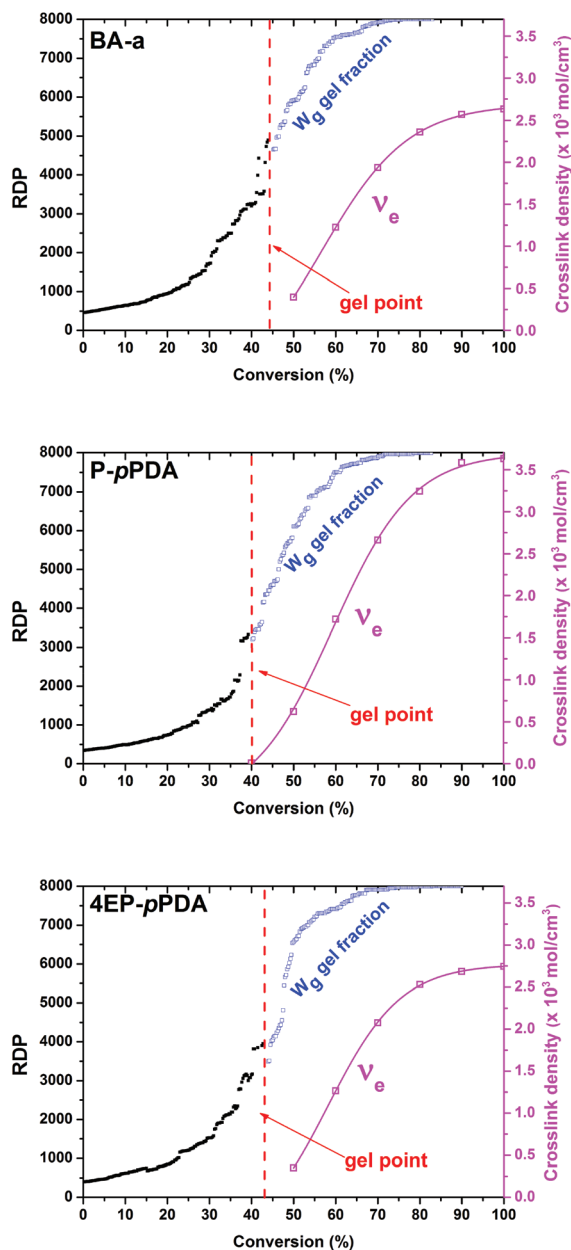 BA-a
8000
7000
6000
5000
4000
3000
2000
1000
0
RDP
0 10 20 30 40 50 60 70 80 90 100
Conversion (%)
3.5
3.0
2.5
2.0
1.5
1.0
0.5
0.0
Crosslink density (x 10³ mol/cm³)
Wg gel fraction
νe
gel point
P-pPDA
8000
7000
6000
5000
4000
3000
2000
1000
0
RDP
0 10 20 30 40 50 60 70 80 90 100
Conversion (%)
3.5
3.0
2.5
2.0
1.5
1.0
0.5
0.0
Crosslink density (x 10³ mol/cm³)
Wg gel fraction
νe
gel point
4EP-pPDA
8000
7000
6000
5000
4000
3000
2000
1000
0
RDP
0 10 20 30 40 50 60 70 80 90 100
Conversion (%)
3.5
3.0
2.5
2.0
1.5
1.0
0.5
0.0
Crosslink density (x 10³ mol/cm³)
Wg gel fraction
νe
gel point